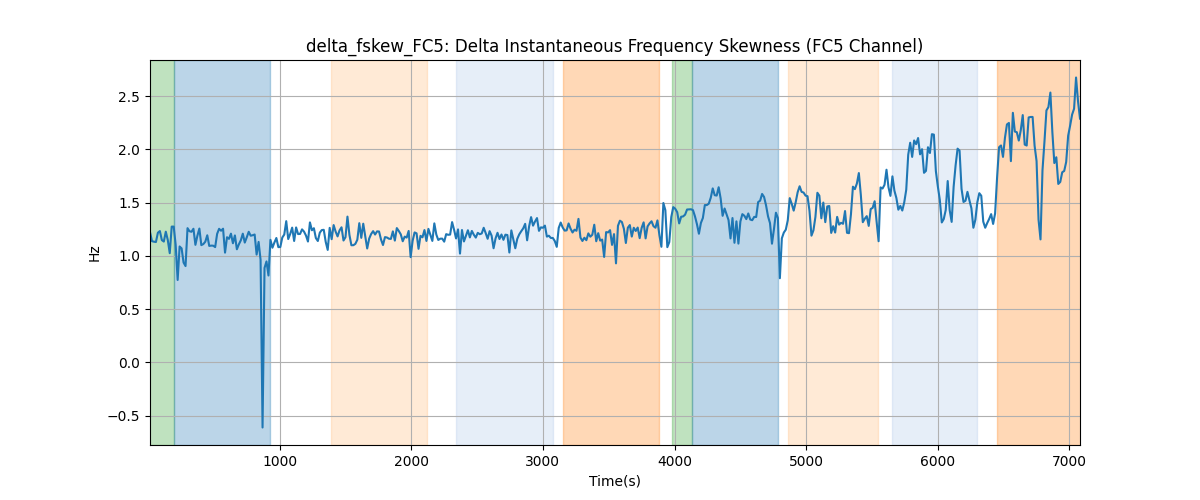 delta_fskew_FC5: Delta Instantaneous Frequency Skewness (FC5 Channel)
Hz
2.5
2.0
1.5
1.0
0.5
0.0
−0.5
1000 2000 3000 4000 5000 6000 7000
Time(s)